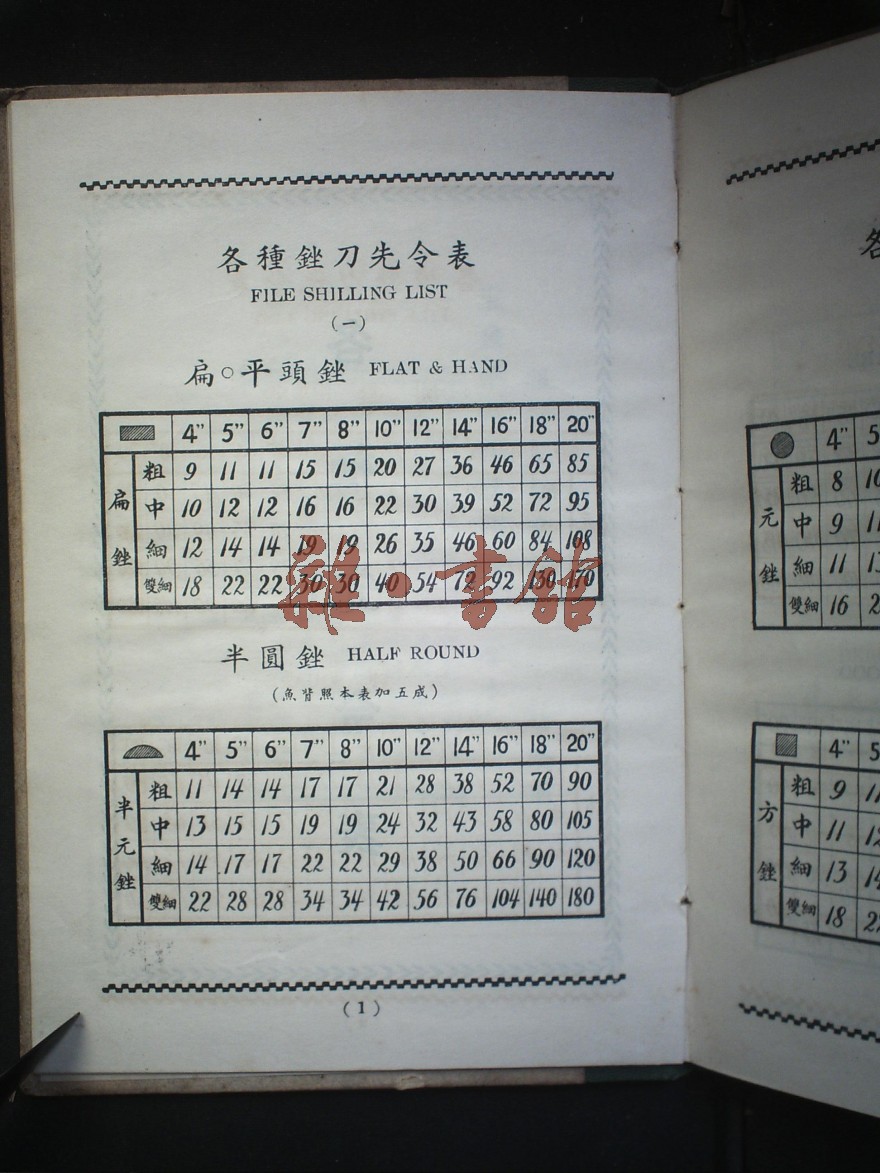 各種銼刀先令表
FILE SHILLING LIST
(一)
扁○平頭銼 FLAT & HAND
4" 5" 6" 7" 8" 10" 12" 14" 16" 18" 20"
扁銼
粗 9 11 11 15 15 20 27 36 46 65 85
中 10 12 12 16 16 22 30 39 52 72 95
細 12 14 14 19 19 26 35 46 60 84 108
雙細 18 22 22 30 30 40 54 72 92 130 170
雜·書館
半圓銼 HALF ROUND
(魚背照本表加五成)
4" 5" 6" 7" 8" 10" 12" 14" 16" 18" 20"
半元銼
粗 11 14 14 17 17 21 28 38 52 70 90
中 13 15 15 19 19 24 32 43 58 80 105
細 14 17 17 22 22 29 38 50 66 90 120
雙細 22 28 28 34 34 42 56 76 104 140 180
(1)
各
4"
元銼
粗 8 10
中 9
細 11
雙細 16
4"
方銼
粗 9
中 11
細 13
雙細 18